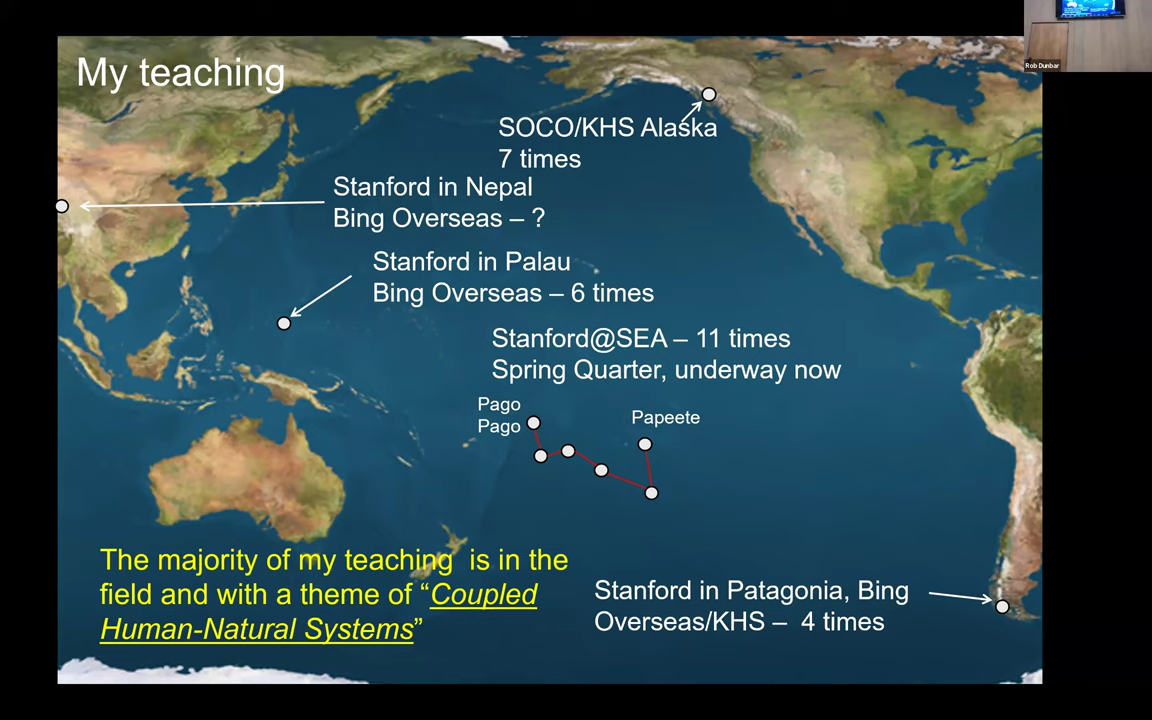 My teaching
Rob Dunbar
SOCO/KHS Alaska
7 times
Stanford in Nepal
Bing Overseas – ?
Stanford in Palau
Bing Overseas – 6 times
Stanford@SEA – 11 times
Spring Quarter, underway now
Pago
Pago
Papeete
The majority of my teaching is in the
field and with a theme of “Coupled
Human-Natural Systems”
Stanford in Patagonia, Bing
Overseas/KHS – 4 times